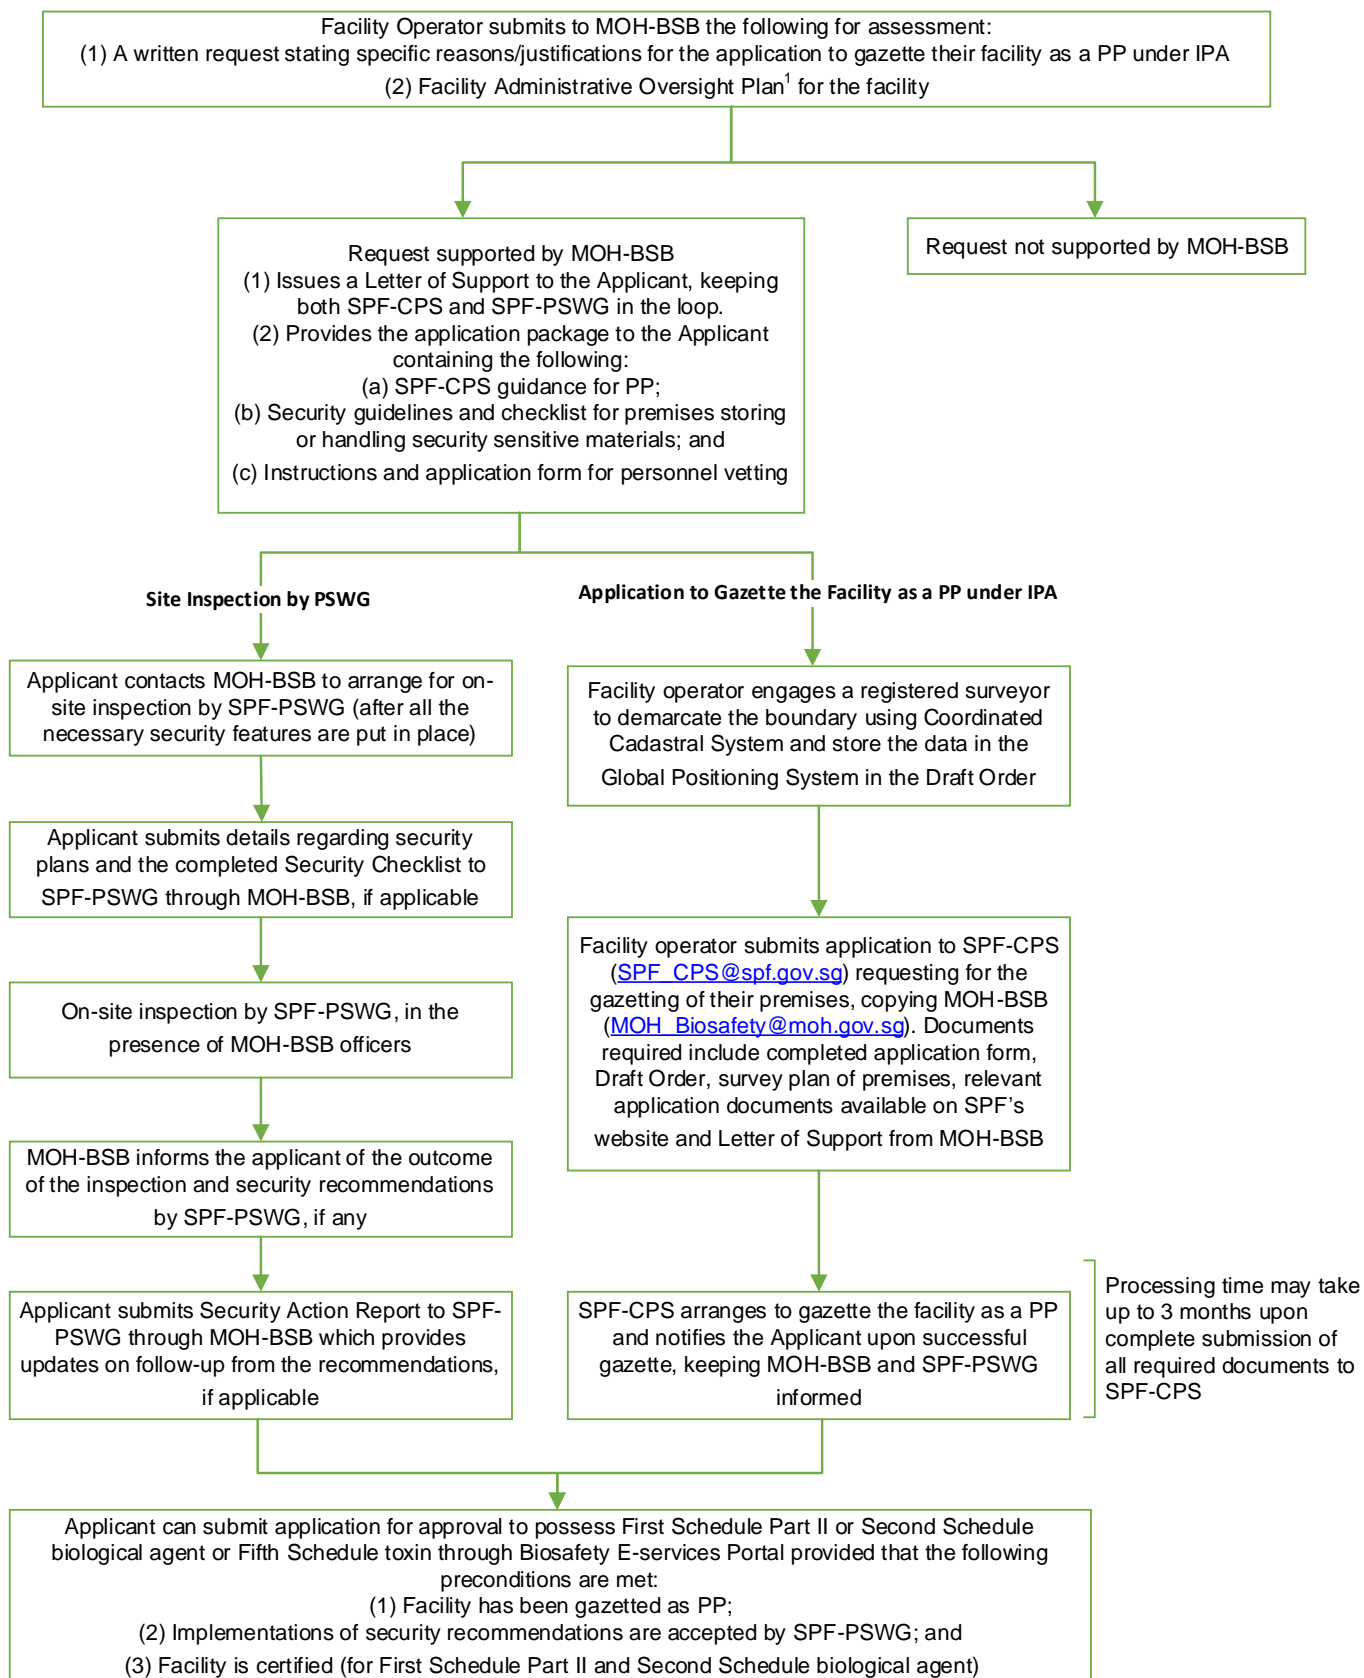 Facility Operator submits to MOH-BSB the following for assessment:
(1) A written request stating specific reasons/justifications for the application to gazette their facility as a PP under IPA
(2) Facility Administrative Oversight Plan1 for the facility
Request supported by MOH-BSB
(1) Issues a Letter of Support to the Applicant, keeping
both SPF-CPS and SPF-PSWG in the loop.
(2) Provides the application package to the Applicant
containing the following:
(a) SPF-CPS guidance for PP;
(b) Security guidelines and checklist for premises storing
or handling security sensitive materials; and
(c) Instructions and application form for personnel vetting
Request not supported by MOH-BSB
Site Inspection by PSWG
Applicant contacts MOH-BSB to arrange for on-
site inspection by SPF-PSWG (after all the
necessary security features are put in place)
Applicant submits details regarding security
plans and the completed Security Checklist to
SPF-PSWG through MOH-BSB, if applicable
On-site inspection by SPF-PSWG, in the
presence of MOH-BSB officers
MOH-BSB informs the applicant of the outcome
of the inspection and security recommendations
by SPF-PSWG, if any
Applicant submits Security Action Report to SPF-
PSWG through MOH-BSB which provides
updates on follow-up from the recommendations,
if applicable
Application to Gazette the Facility as a PP under IPA
Facility operator engages a registered surveyor
to demarcate the boundary using Coordinated
Cadastral System and store the data in the
Global Positioning System in the Draft Order
Facility operator submits application to SPF-CPS
(SPF_CPS@spf.gov.sg) requesting for the
gazetting of their premises, copying MOH-BSB
(MOH_Biosafety@moh.gov.sg). Documents
required include completed application form,
Draft Order, survey plan of premises, relevant
application documents available on SPF’s
website and Letter of Support from MOH-BSB
SPF-CPS arranges to gazette the facility as a PP
and notifies the Applicant upon successful
gazette, keeping MOH-BSB and SPF-PSWG
informed
Processing time may take
up to 3 months upon
complete submission of
all required documents to
SPF-CPS
Applicant can submit application for approval to possess First Schedule Part II or Second Schedule
biological agent or Fifth Schedule toxin through Biosafety E-services Portal provided that the following
preconditions are met:
(1) Facility has been gazetted as PP;
(2) Implementations of security recommendations are accepted by SPF-PSWG; and
(3) Facility is certified (for First Schedule Part II and Second Schedule biological agent)